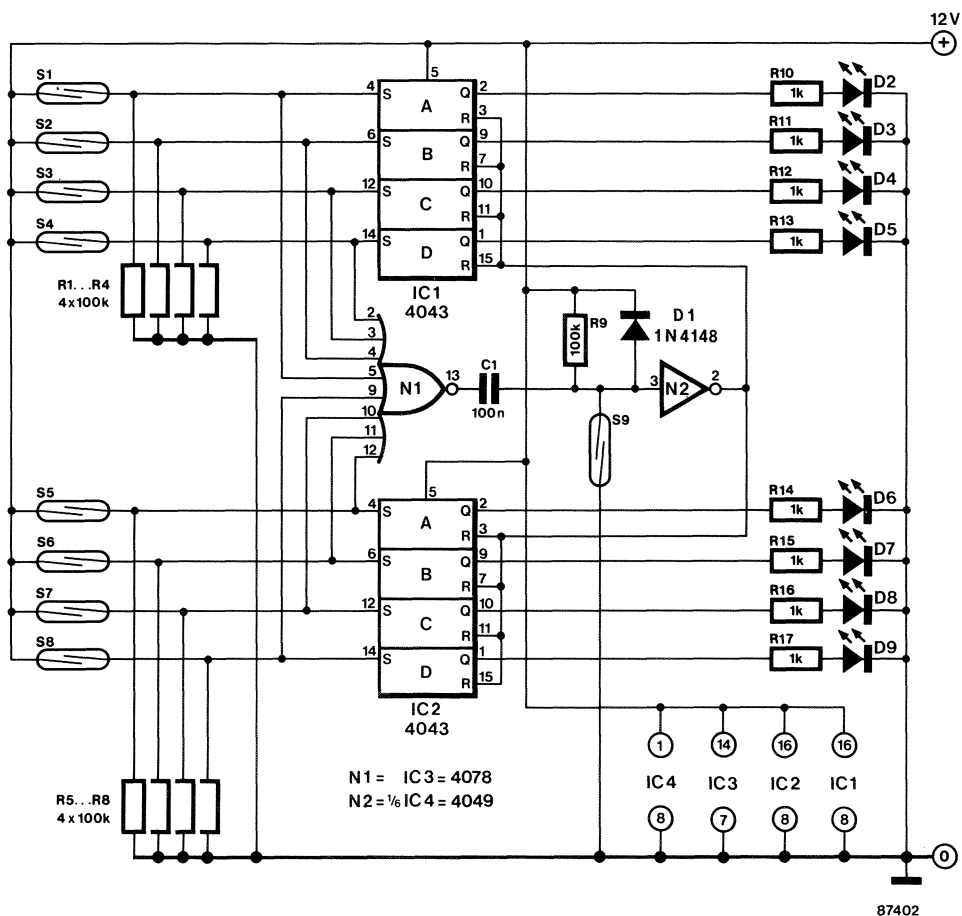 12V
+
S1
S2
S3
S4
R1...R4
4x100k
5
4 S A Q 2
R 3
6 S B Q 9
R 7
12 S C Q 10
R 11
14 S D Q 1
R 15
IC1
4043
R10
1k
D2
R11
1k
D3
R12
1k
D4
R13
1k
D5
2
3
4
5
9
10
11
12
N1
13
C1
100n
R9
100k
D1
1N4148
3 N2 2
S9
S5
S6
S7
S8
R5...R8
4x100k
5
4 S A Q 2
R 3
6 S B Q 9
R 7
12 S C Q 10
R 11
14 S D Q 1
R 15
IC2
4043
R14
1k
D6
R15
1k
D7
R16
1k
D8
R17
1k
D9
N1 = IC3 = 4078
N2 = 1/6 IC4 = 4049
1 14 16 16
IC4 IC3 IC2 IC1
8 7 8 8
0
87402